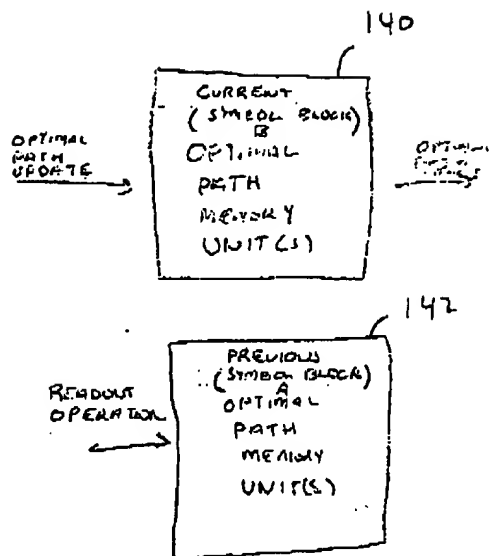 140
CURRENT
(SYMBOL BLOCK)
B
OPTIMAL
PATH
MEMORY
UNIT(S)
OPTIMAL
PATH
UPDATE
OPTIMAL
142
PREVIOUS
(SYMBOL BLOCK)
A
OPTIMAL
PATH
MEMORY
UNIT(S)
READOUT
OPERATION